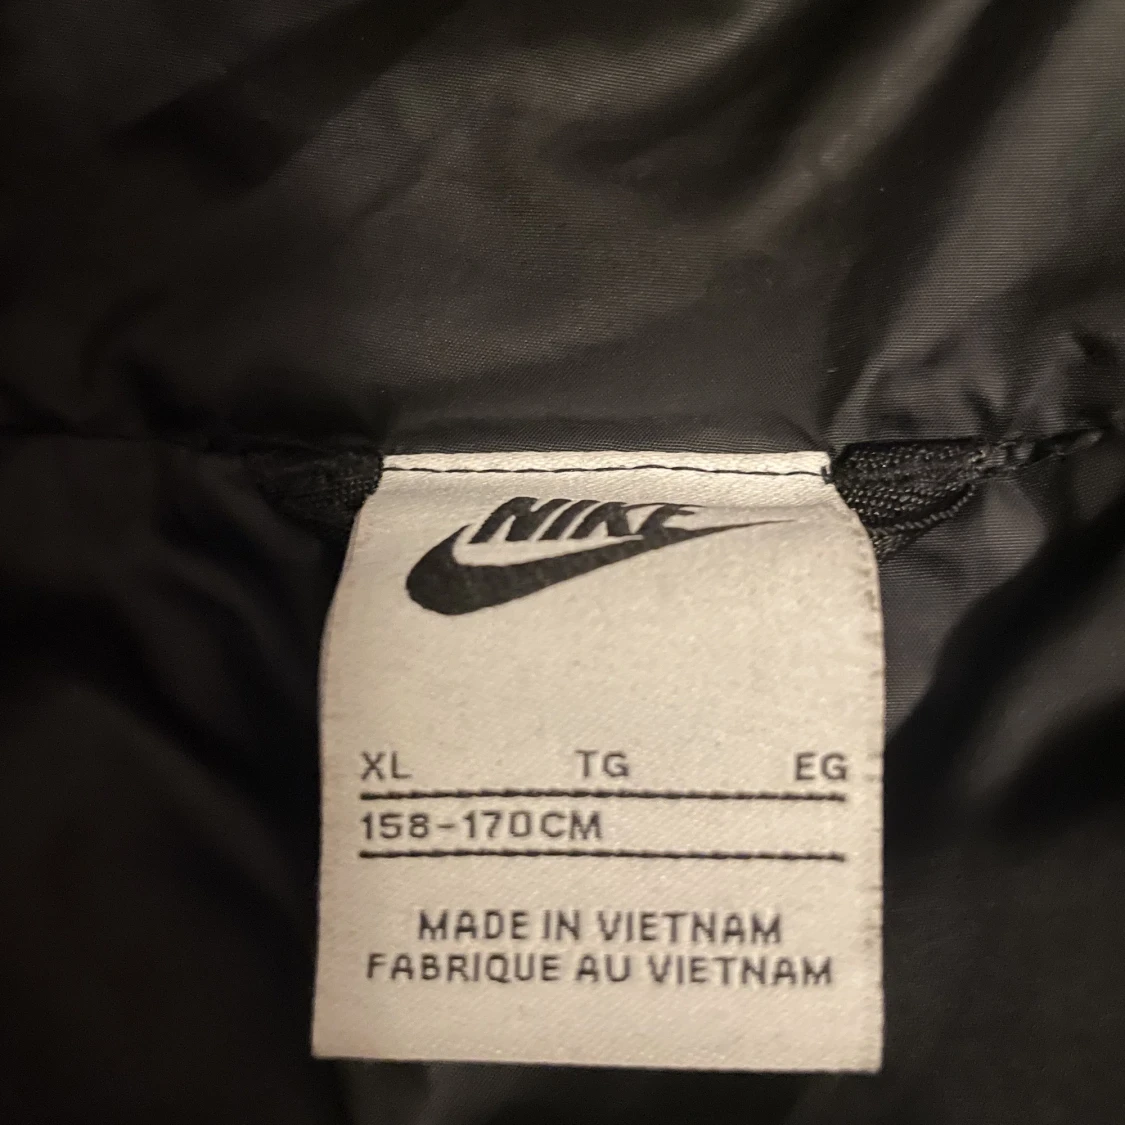 NIKE
XL TG EG
158-170CM
MADE IN VIETNAM
FABRIQUE AU VIETNAM